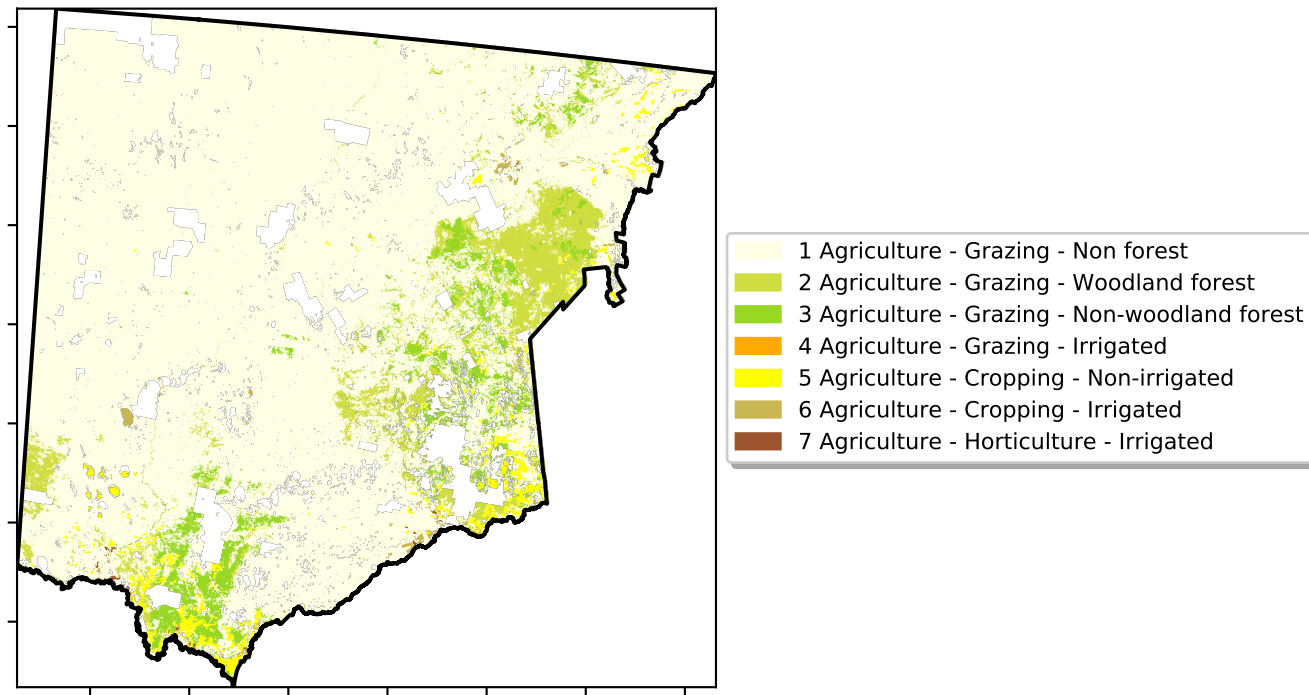 1 Agriculture - Grazing - Non forest
2 Agriculture - Grazing - Woodland forest
3 Agriculture - Grazing - Non-woodland forest
4 Agriculture - Grazing - Irrigated
5 Agriculture - Cropping - Non-irrigated
6 Agriculture - Cropping - Irrigated
7 Agriculture - Horticulture - Irrigated